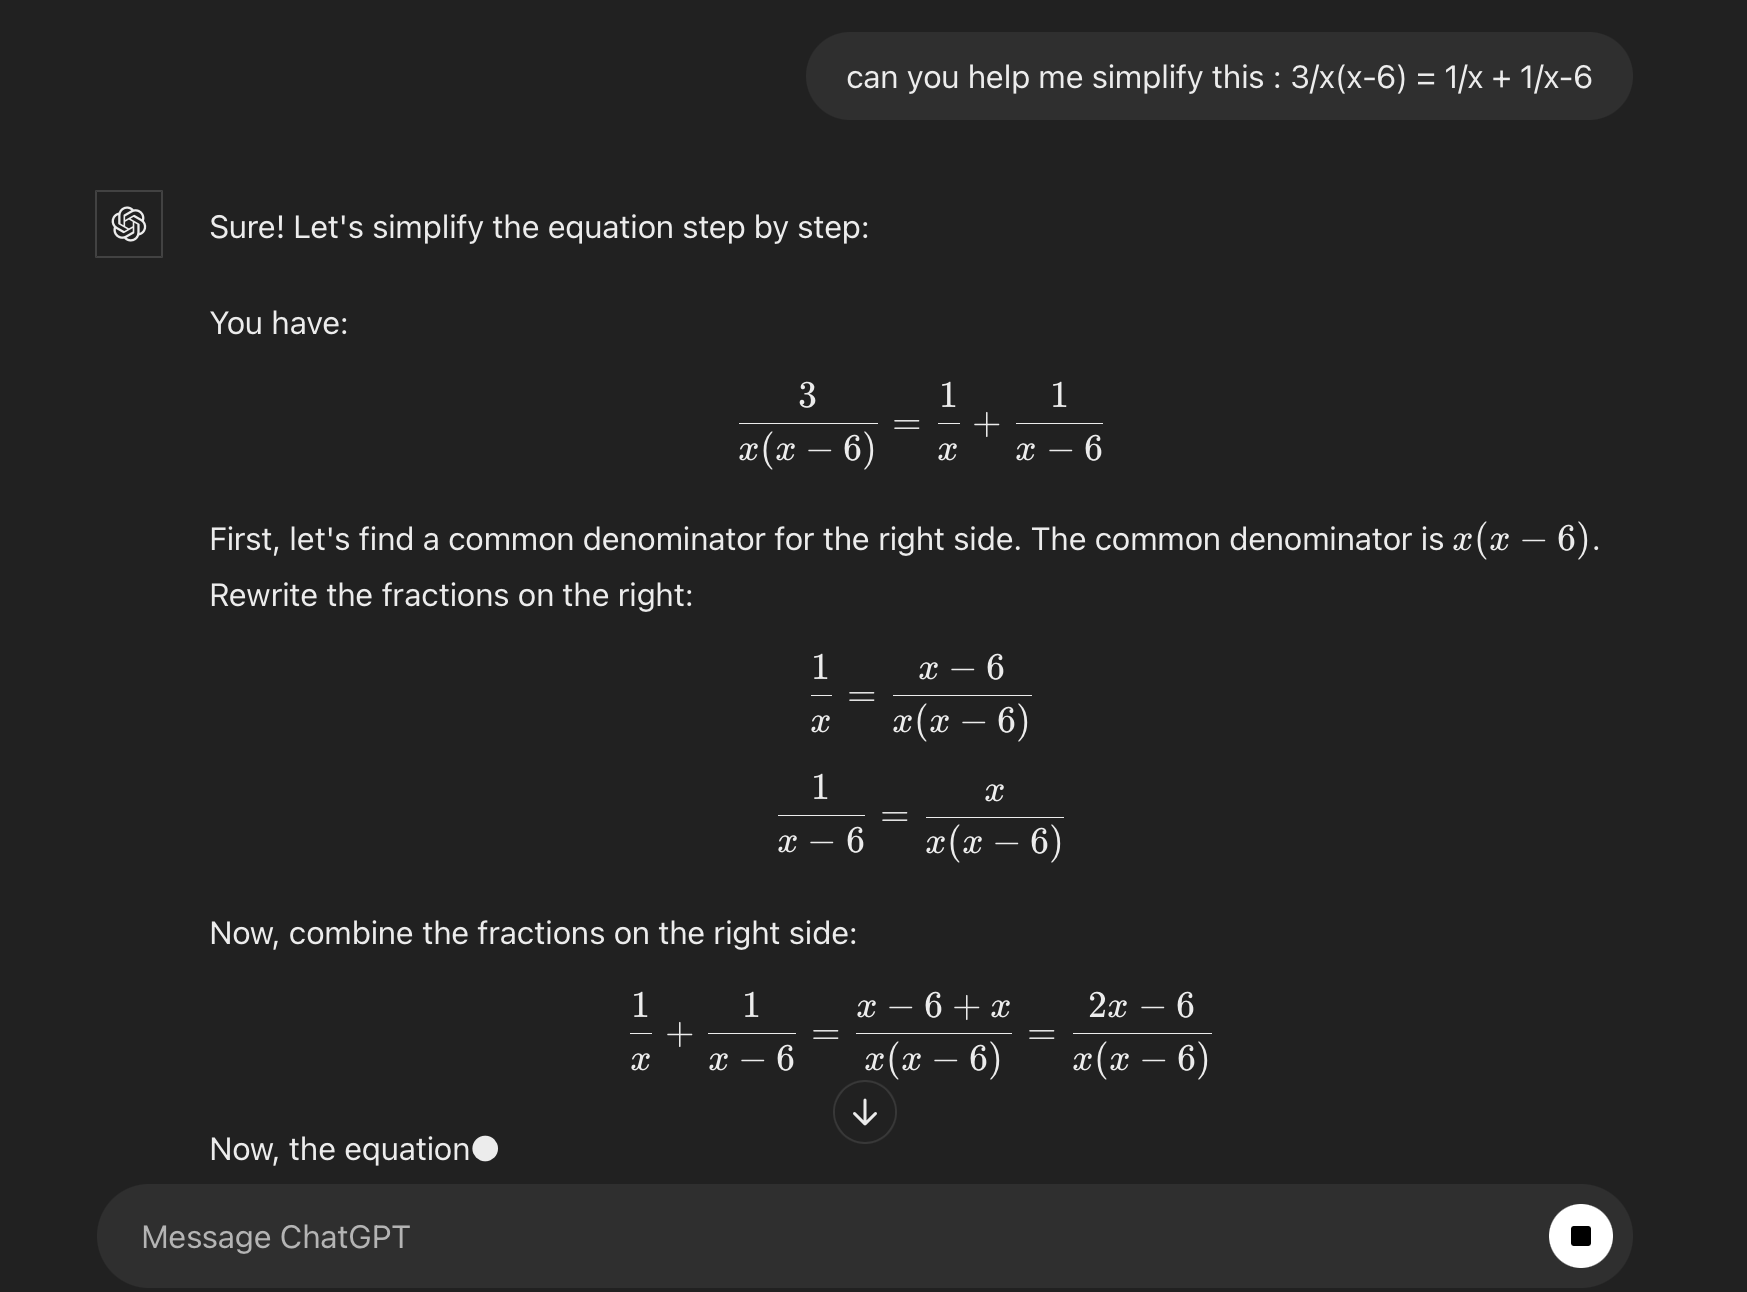 can you help me simplify this : 3/x(x-6) = 1/x + 1/x-6
Sure! Let's simplify the equation step by step:
You have:
\frac{3}{x(x-6)} = \frac{1}{x} + \frac{1}{x-6}
First, let's find a common denominator for the right side. The common denominator is x(x − 6).
Rewrite the fractions on the right:
\frac{1}{x} = \frac{x-6}{x(x-6)}
\frac{1}{x-6} = \frac{x}{x(x-6)}
Now, combine the fractions on the right side:
\frac{1}{x} + \frac{1}{x-6} = \frac{x-6+x}{x(x-6)} = \frac{2x-6}{x(x-6)}
Now, the equation
Message ChatGPT